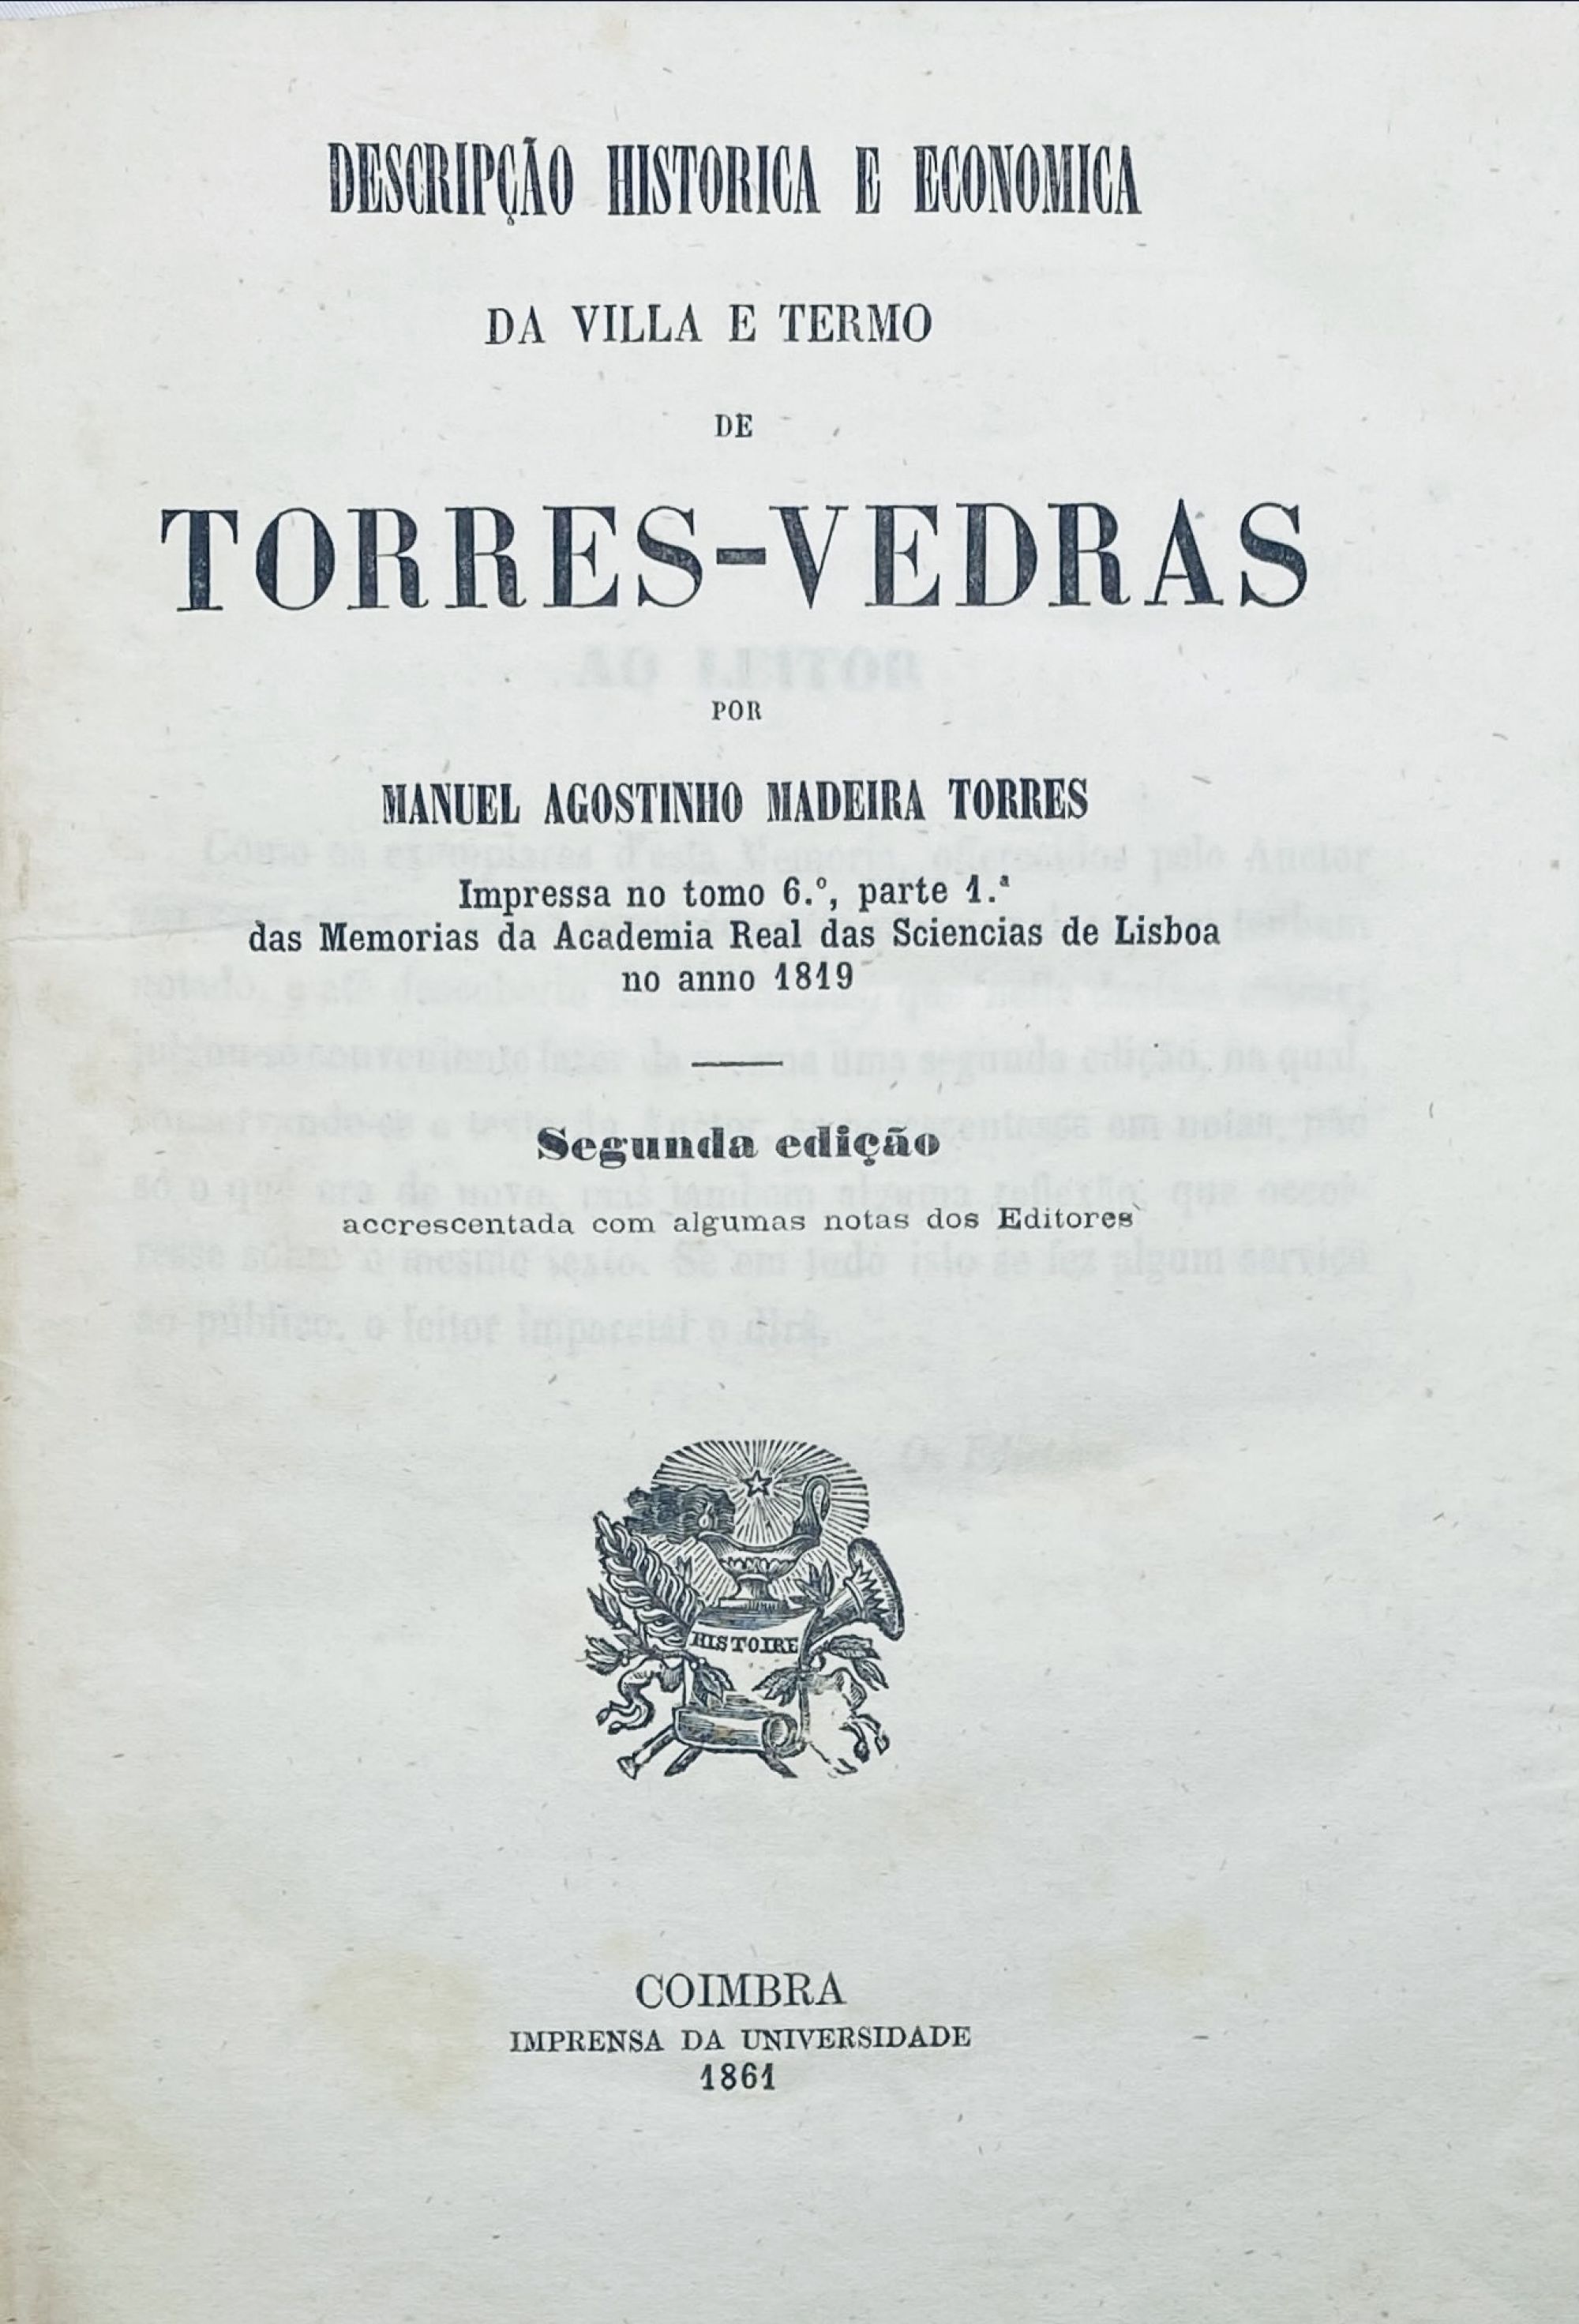 DESCRIPÇÃO HISTORICA E ECONOMICA
DA VILLA E TERMO
DE
TORRES-VEDRAS
POR
MANUEL AGOSTINHO MADEIRA TORRES
Impressa no tomo 6.º, parte 1.ª
das Memorias da Academia Real das Sciencias de Lisboa
no anno 1819
Segunda edição
accrescentada com algumas notas dos Editores
HISTOIRE
COIMBRA
IMPRENSA DA UNIVERSIDADE
1861